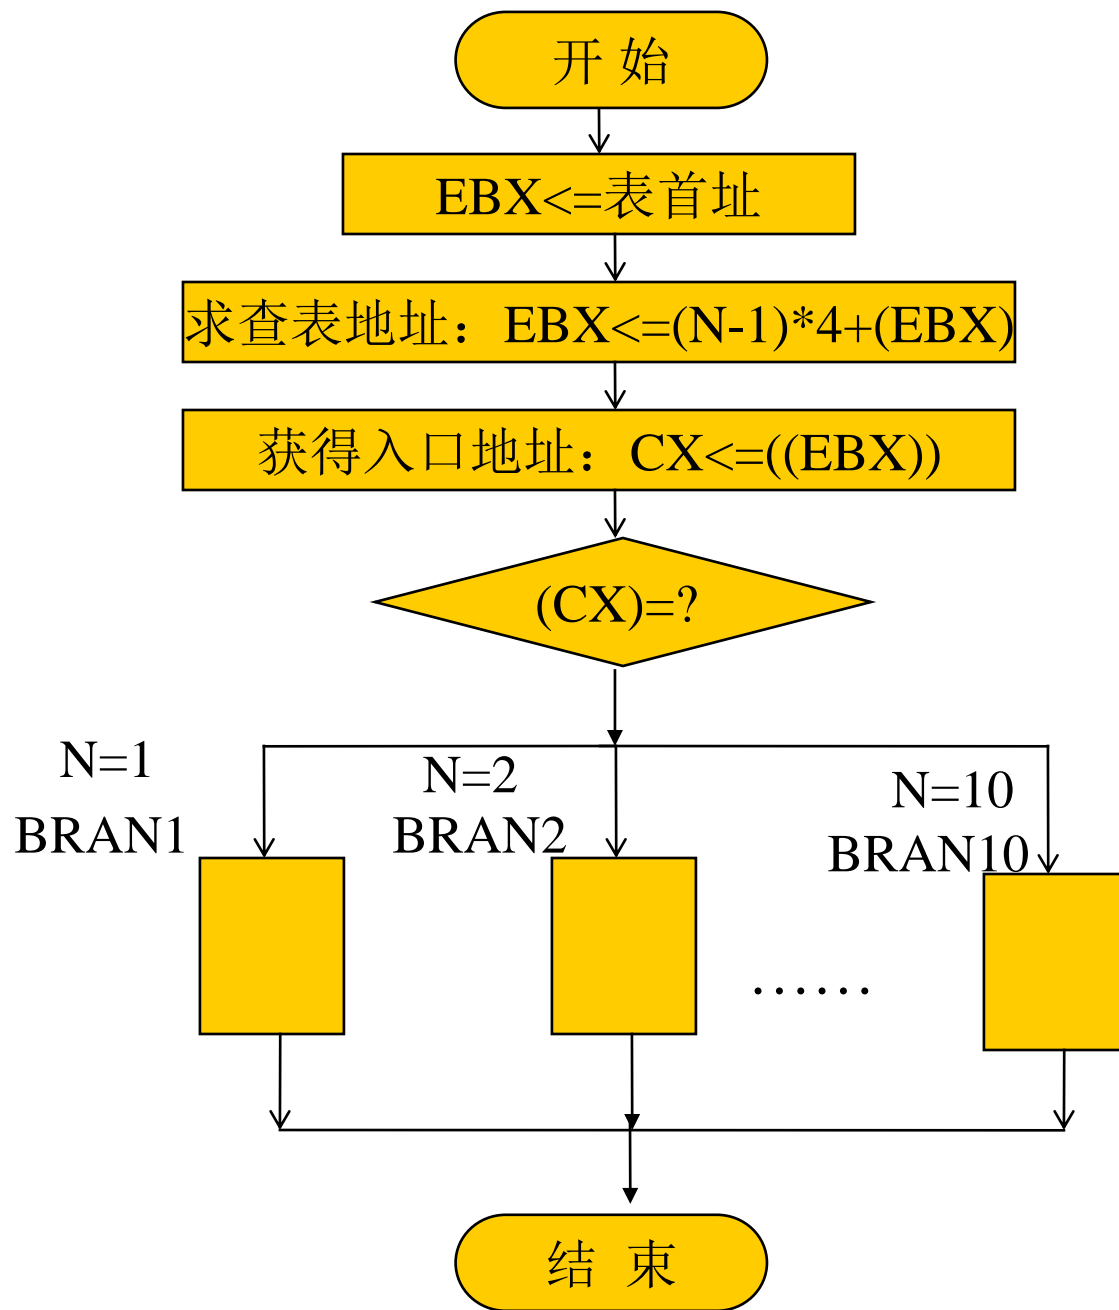 开 始
EBX<=表首址
求查表地址：EBX<=(N-1)*4+(EBX)
获得入口地址：CX<=((EBX))
(CX)=?
N=1
BRAN1
N=2
BRAN2
N=10
BRAN10
……
结 束